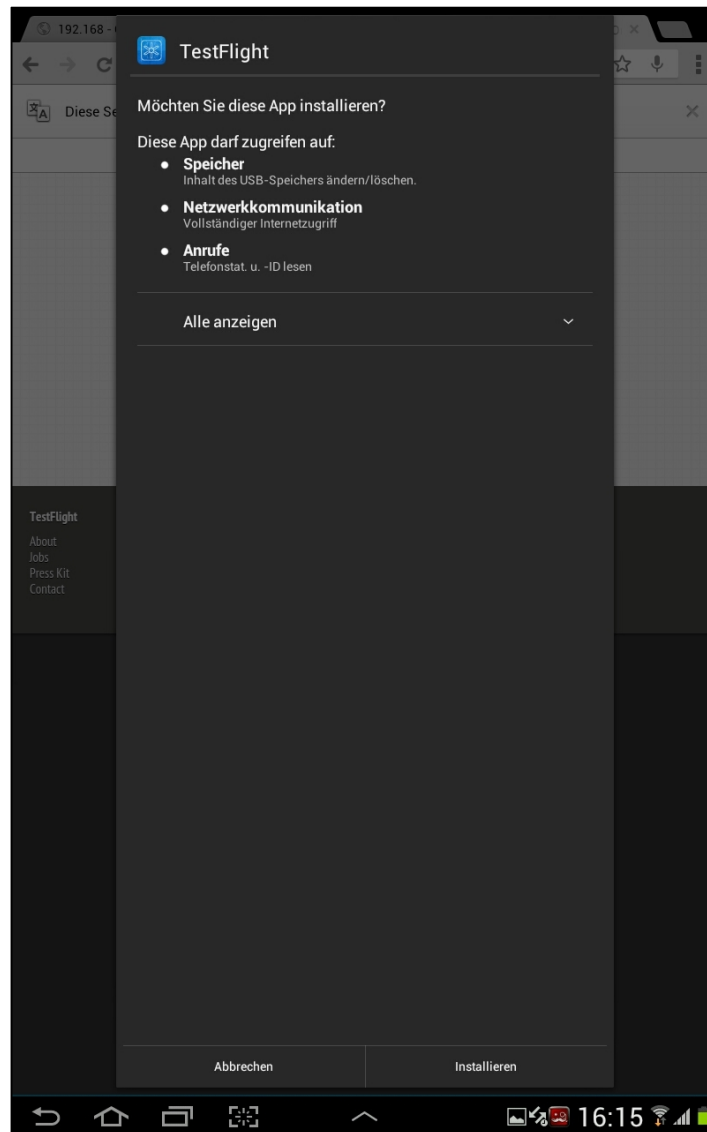 192.168 -
TestFlight
Diese Se
Möchten Sie diese App installieren?
Diese App darf zugreifen auf:
Speicher
Inhalt des USB-Speichers ändern/löschen.
Netzwerkkommunikation
Vollständiger Internetzugriff
Anrufe
Telefonstat. u. -ID lesen
Alle anzeigen
TestFlight
About
Jobs
Press Kit
Contact
Abbrechen
Installieren
16:15